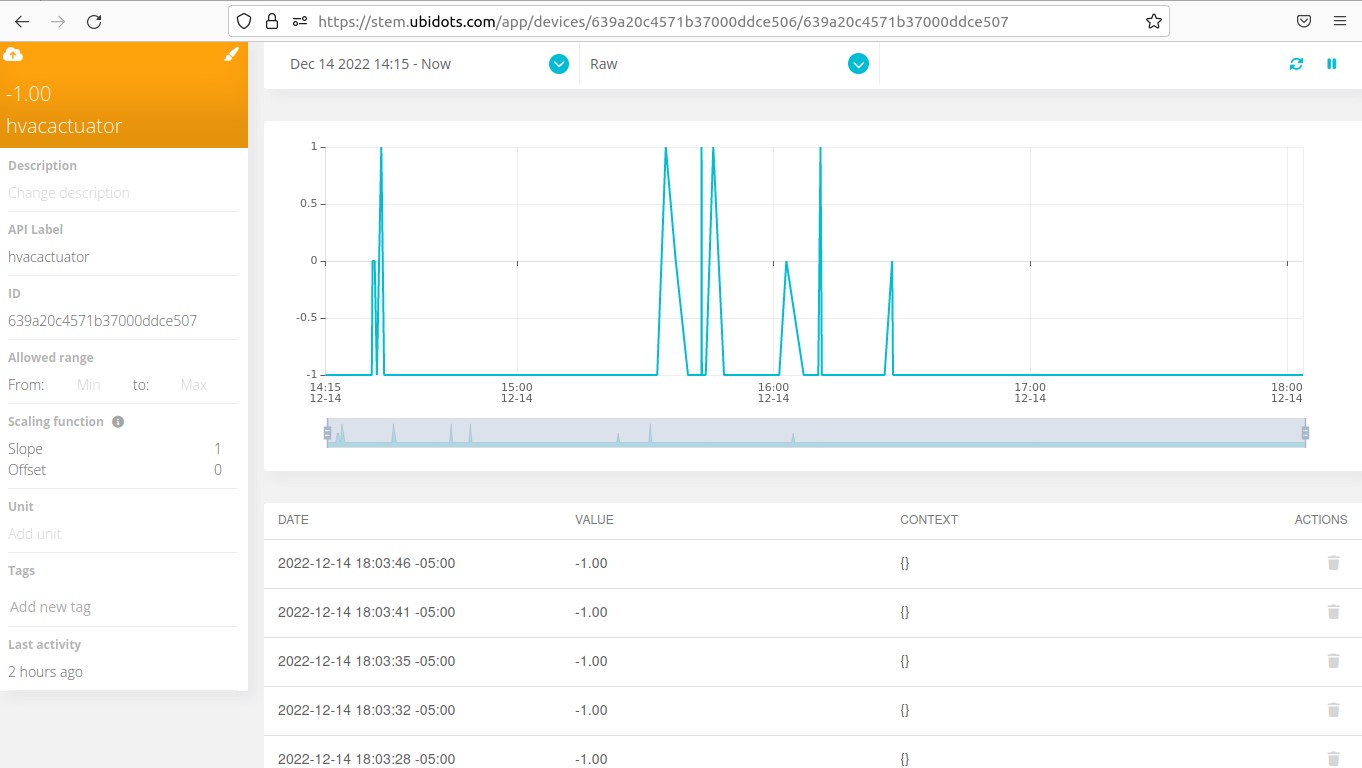 https://stem.ubidots.com/app/devices/639a20c4571b37000ddce506/639a20c4571b37000ddce507
-1.00
hvacactuator
Description
Change description
API Label
hvacactuator
ID
639a20c4571b37000ddce507
Allowed range
From: Min to: Max
Scaling function
Slope 1
Offset 0
Unit
Add unit
Tags
Add new tag
Last activity
2 hours ago
Dec 14 2022 14:15 - Now Raw
1
0.5
0
-0.5
-1
14:15 15:00 16:00 17:00 18:00
12-14 12-14 12-14 12-14 12-14
DATE VALUE CONTEXT ACTIONS
2022-12-14 18:03:46 -05:00 -1.00 {}
2022-12-14 18:03:41 -05:00 -1.00 {}
2022-12-14 18:03:35 -05:00 -1.00 {}
2022-12-14 18:03:32 -05:00 -1.00 {}
2022-12-14 18:03:28 -05:00 -1.00 {}